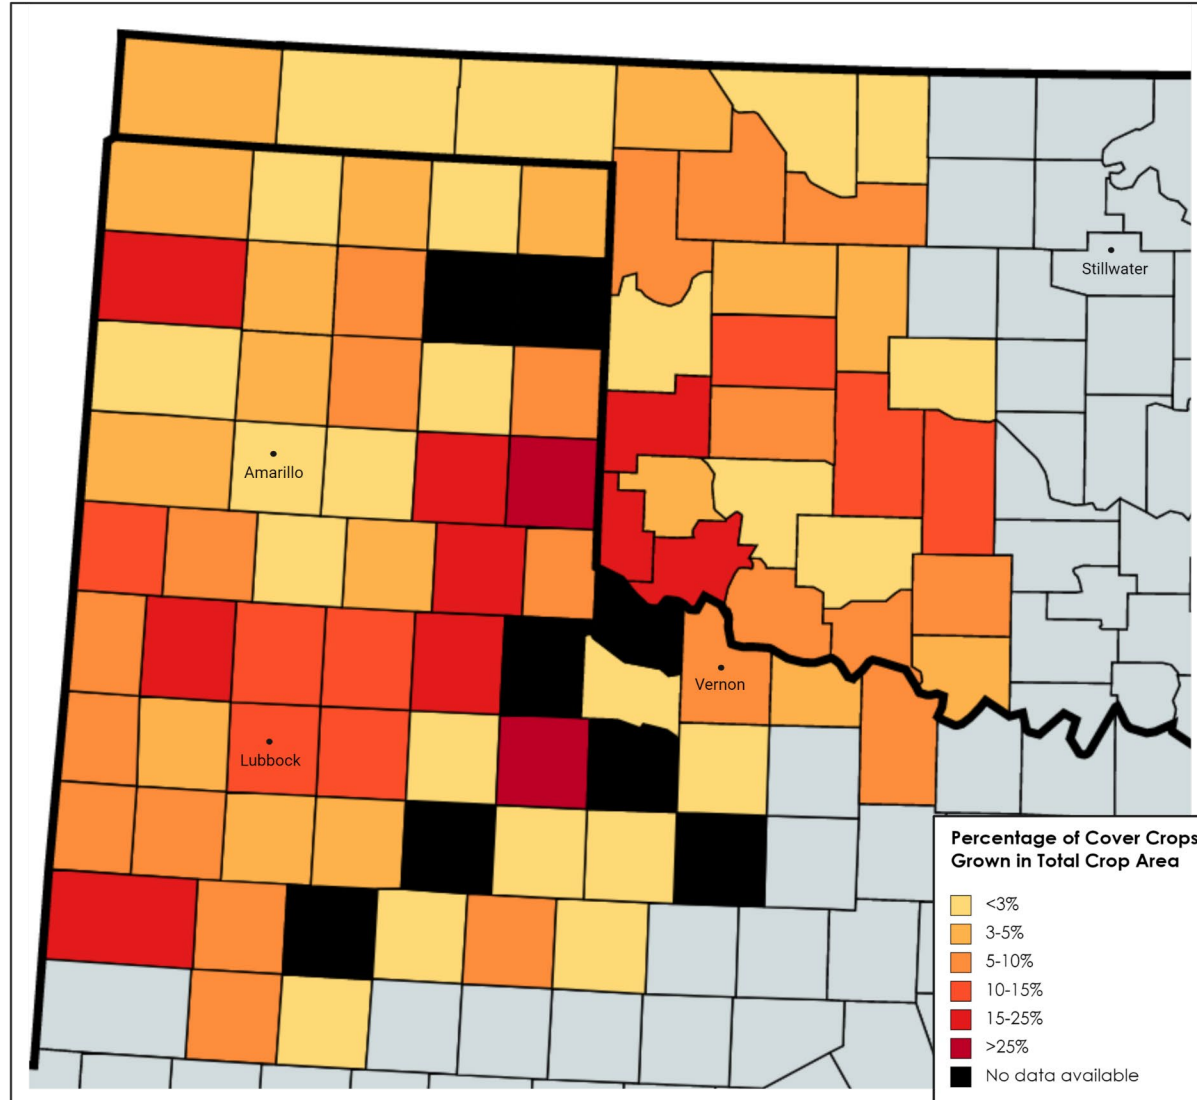 Stillwater
Amarillo
Vernon
Lubbock
Percentage of Cover Crops
Grown in Total Crop Area
<3%
3-5%
5-10%
10-15%
15-25%
>25%
No data available